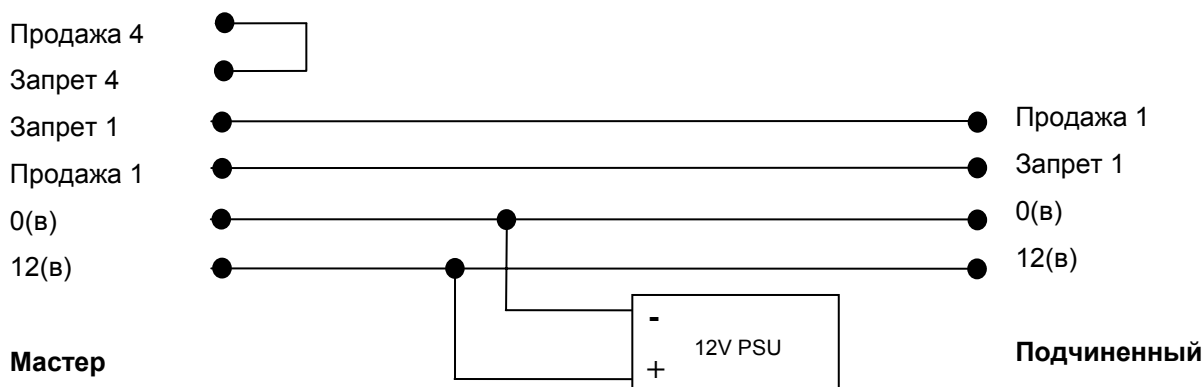 Продажа 4
Запрет 4
Запрет 1
Продажа 1
0(в)
12(в)
Мастер
Продажа 1
Запрет 1
0(в)
12(в)
Подчиненный
-
12V PSU
+